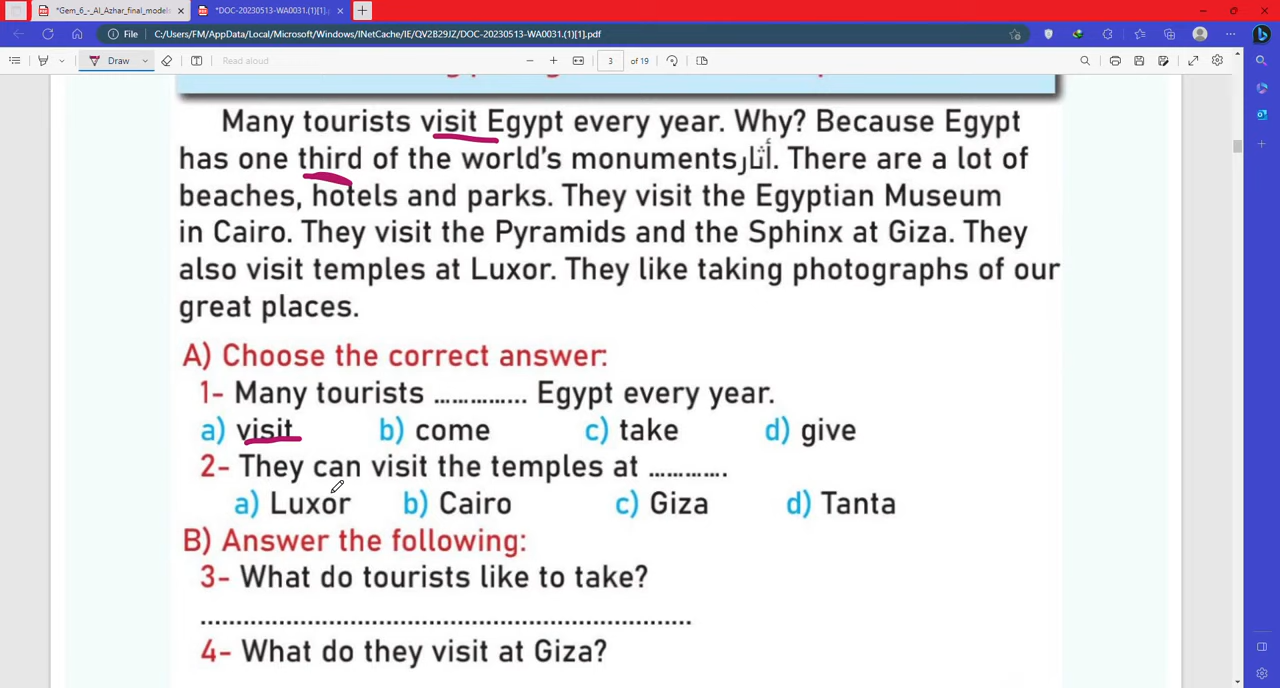 *Gem_6_-_Al_Azhar_final_models
*DOC-20230513-WA0031.(1)[1].pdf
File
C:/Users/FM/AppData/Local/Microsoft/Windows/INetCache/IE/QV2B29JZ/DOC-20230513-WA0031.(1)[1].pdf
Draw
Read aloud
3
of 19
Many tourists visit Egypt every year. Why? Because Egypt
has one third of the world's monumentsأثار. There are a lot of
beaches, hotels and parks. They visit the Egyptian Museum
in Cairo. They visit the Pyramids and the Sphinx at Giza. They
also visit temples at Luxor. They like taking photographs of our
great places.
A) Choose the correct answer:
1- Many tourists ............... Egypt every year.
a) visit b) come c) take d) give
2- They can visit the temples at .............
a) Luxor b) Cairo c) Giza d) Tanta
B) Answer the following:
3- What do tourists like to take?
................................................................
4- What do they visit at Giza?